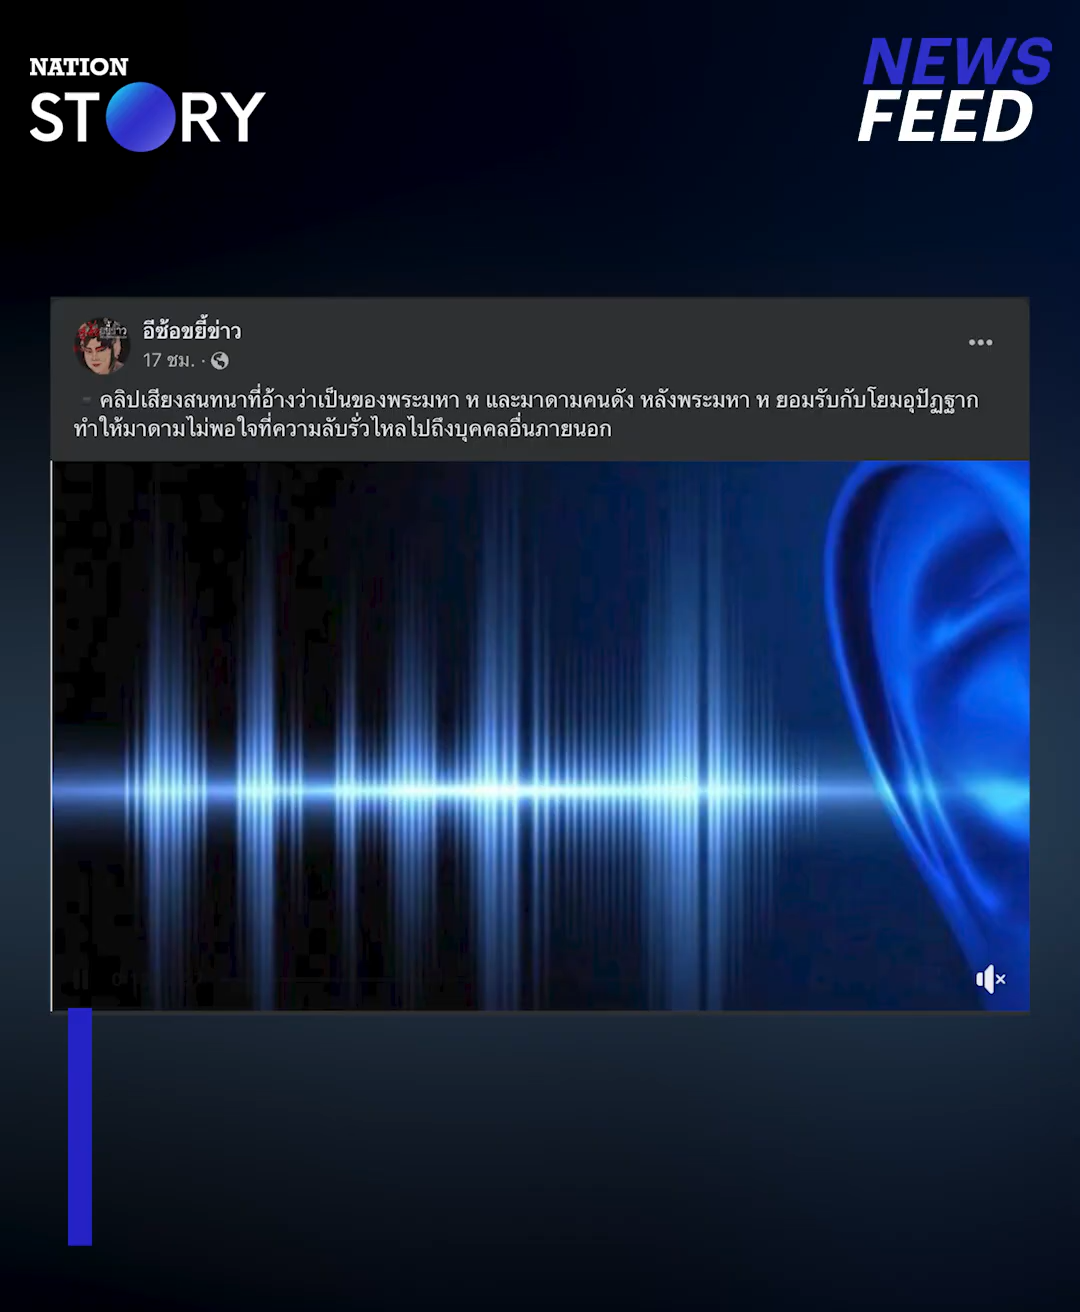 NATION
STORY
NEWS
FEED
อีซ้อขยี้ข่าว
17 ชม. ·
คลิปเสียงสนทนาที่อ้างว่าเป็นของพระมหา ห และมาดามคนดัง หลังพระมหา ห ยอมรับกับโยมอุปัฏฐาก
ทำให้มาดามไม่พอใจที่ความลับรั่วไหลไปถึงบุคคลอื่นภายนอก